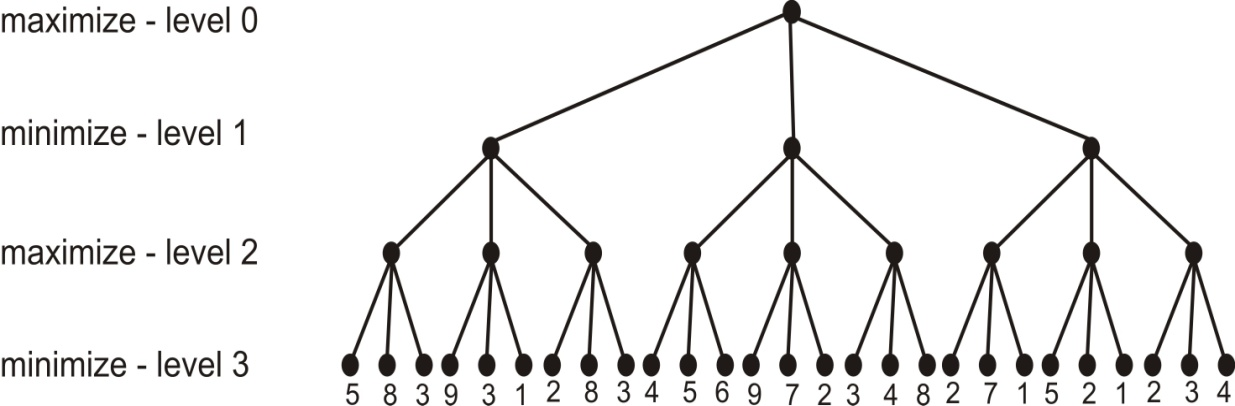 maximize - level 0
minimize - level 1
maximize - level 2
minimize - level 3
5 8 3 9 3 1 2 8 3 4 5 6 9 7 2 3 4 8 2 7 1 5 2 1 2 3 4